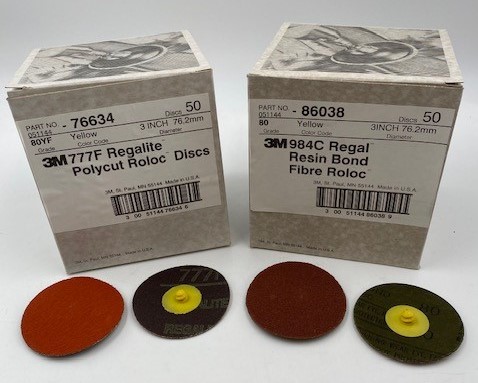 PART NO. - 76634
051144
80YF Yellow
Grade Color Code
Discs 50
3 INCH 76.2mm
Diameter
3M 777F Regalite
Polycut Roloc Discs
3M, St. Paul, MN 55144 Made in U.S.A.
3 00 51144 76634 6
PART NO. - 86038
051144
80 Yellow
Grade Color Code
Discs 50
3INCH 76.2mm
Diameter
3M 984C Regal
Resin Bond
Fibre Roloc
3M, St. Paul, MN 55144 Made in U.S.A.
3 00 51144 86038 9
777F
REGALITE
80